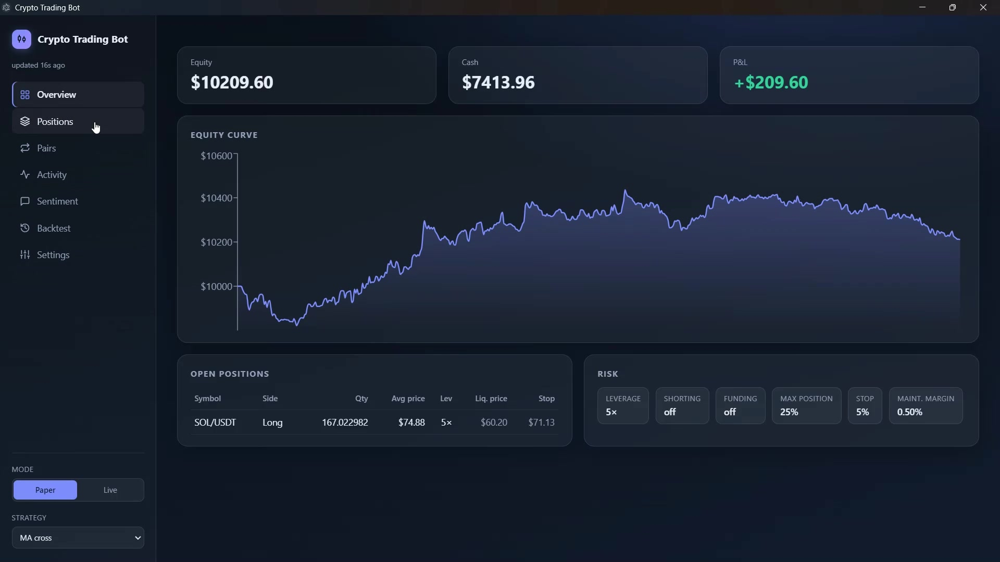 Crypto Trading Bot
Crypto Trading Bot
updated 16s ago
Overview
Positions
Pairs
Activity
Sentiment
Backtest
Settings
MODE
Paper Live
STRATEGY
MA cross
Equity
$10209.60
Cash
$7413.96
P&L
+$209.60
EQUITY CURVE
$10600
$10400
$10200
$10000
OPEN POSITIONS
Symbol Side Qty Avg price Lev Liq. price Stop
SOL/USDT Long 167.022982 $74.88 5× $60.20 $71.13
RISK
LEVERAGE SHORTING FUNDING MAX POSITION STOP MAINT. MARGIN
5× off off 25% 5% 0.50%